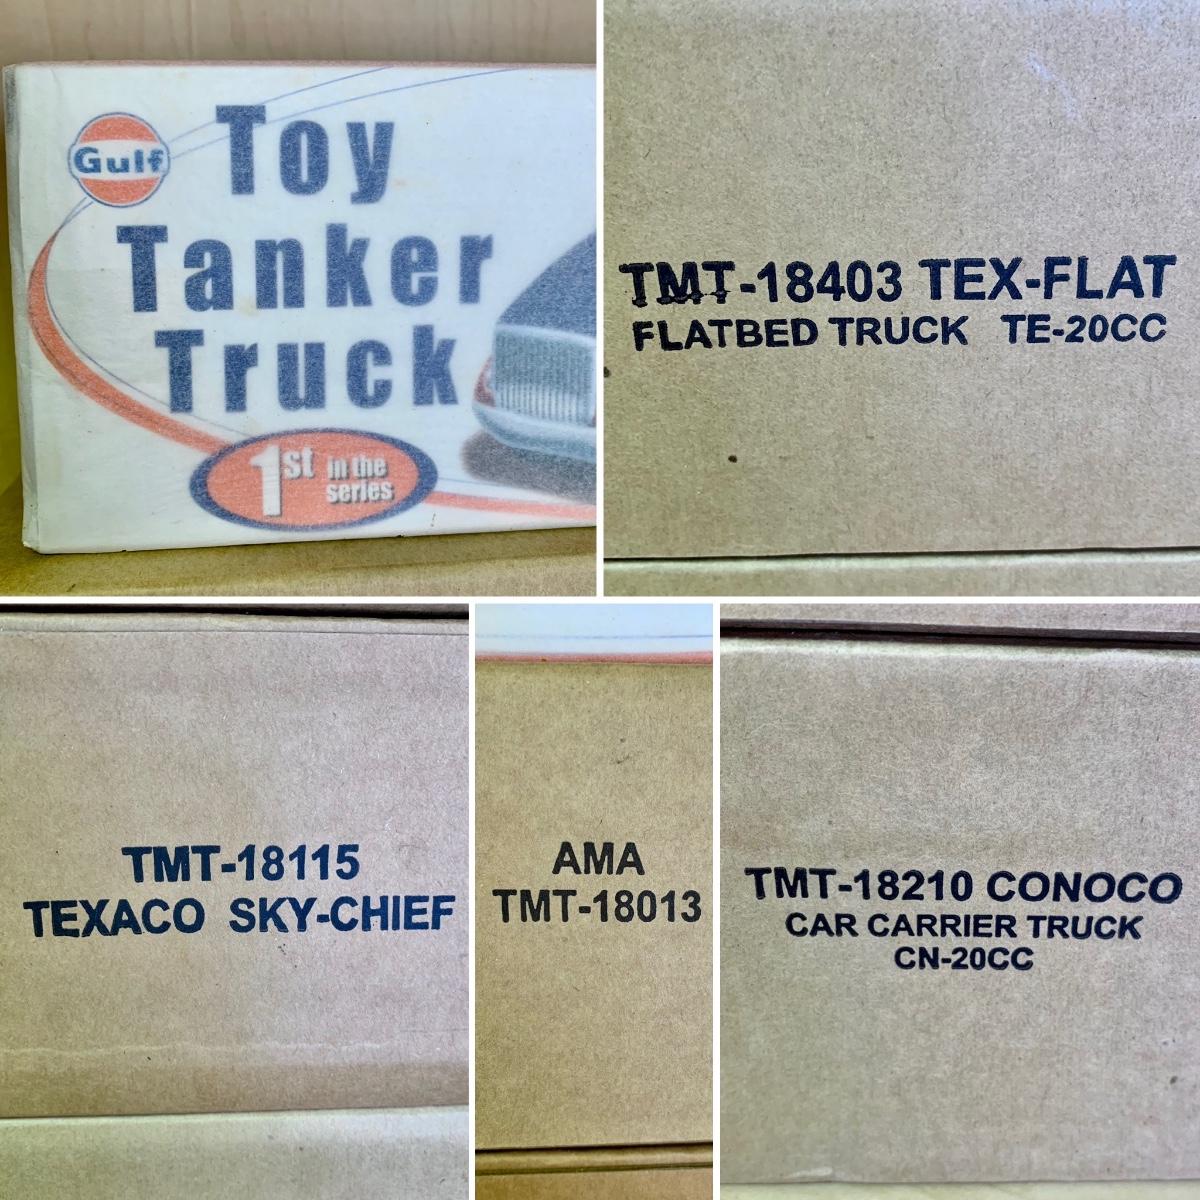 Gulf
Toy
Tanker
Truck
1st in the
series
TMT-18403 TEX-FLAT
FLATBED TRUCK TE-20CC
TMT-18115
TEXACO SKY-CHIEF
AMA
TMT-18013
TMT-18210 CONOCO
CAR CARRIER TRUCK
CN-20CC